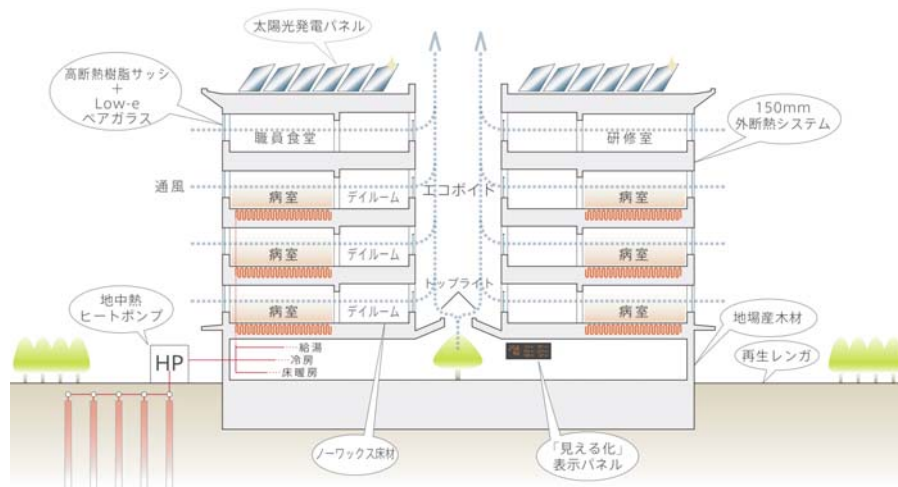 太陽光発電パネル
高断熱樹脂サッシ
+
Low-e
ペアガラス
150mm
外断熱システム
職員食堂
研修室
通風
エコボイド
病室
デイルーム
病室
病室
デイルーム
病室
トップライト
病室
デイルーム
病室
地中熱
ヒートポンプ
地場産木材
HP
給湯
冷房
床暖房
再生レンガ
ノーワックス床材
「見える化」
表示パネル